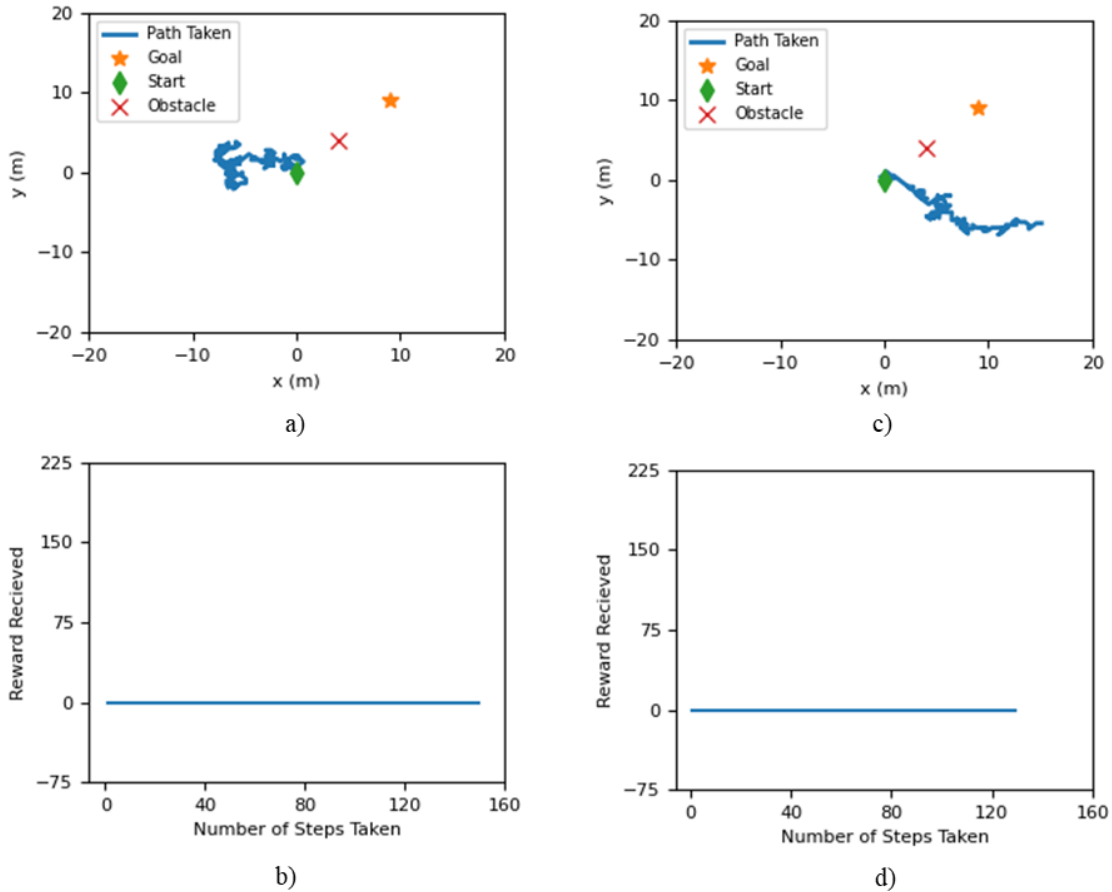 20
10
0
−10
−20
y (m)
Path Taken
Goal
Start
Obstacle
−20
−10
0
10
20
x (m)
a)
20
10
0
−10
−20
y (m)
Path Taken
Goal
Start
Obstacle
−20
−10
0
10
20
x (m)
c)
225
150
75
0
−75
Reward Recieved
0
40
80
120
160
Number of Steps Taken
b)
225
150
75
0
−75
Reward Recieved
0
40
80
120
160
Number of Steps Taken
d)